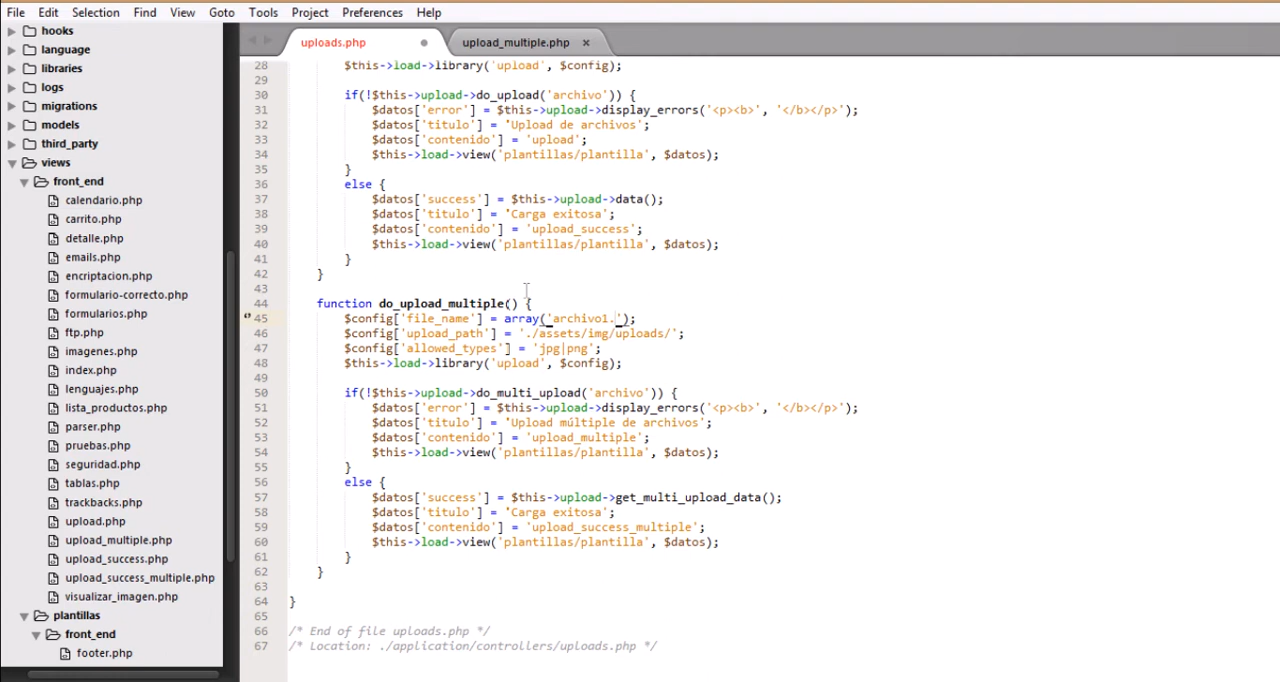 File Edit Selection Find View Goto Tools Project Preferences Help
hooks
language
libraries
logs
migrations
models
third_party
views
front_end
calendario.php
carrito.php
detalle.php
emails.php
encriptacion.php
formulario-correcto.php
formularios.php
ftp.php
imagenes.php
index.php
lenguajes.php
lista_productos.php
parser.php
pruebas.php
seguridad.php
tablas.php
trackbacks.php
upload.php
upload_multiple.php
upload_success.php
upload_success_multiple.php
visualizar_imagen.php
plantillas
front_end
footer.php
uploads.php upload_multiple.php
28 $this->load->library('upload', $config);
29
30 if(!$this->upload->do_upload('archivo')) {
31 $datos['error'] = $this->upload->display_errors('<p><b>', '</b></p>');
32 $datos['titulo'] = 'Upload de archivos';
33 $datos['contenido'] = 'upload';
34 $this->load->view('plantillas/plantilla', $datos);
35 }
36 else {
37 $datos['success'] = $this->upload->data();
38 $datos['titulo'] = 'Carga exitosa';
39 $datos['contenido'] = 'upload_success';
40 $this->load->view('plantillas/plantilla', $datos);
41 }
42 }
43
44 function do_upload_multiple() {
45 $config['file_name'] = array('archivo1.');
46 $config['upload_path'] = './assets/img/uploads/';
47 $config['allowed_types'] = 'jpg|png';
48 $this->load->library('upload', $config);
49
50 if(!$this->upload->do_multi_upload('archivo')) {
51 $datos['error'] = $this->upload->display_errors('<p><b>', '</b></p>');
52 $datos['titulo'] = 'Upload múltiple de archivos';
53 $datos['contenido'] = 'upload_multiple';
54 $this->load->view('plantillas/plantilla', $datos);
55 }
56 else {
57 $datos['success'] = $this->upload->get_multi_upload_data();
58 $datos['titulo'] = 'Carga exitosa';
59 $datos['contenido'] = 'upload_success_multiple';
60 $this->load->view('plantillas/plantilla', $datos);
61 }
62 }
63
64 }
65
66 /* End of file uploads.php */
67 /* Location: ./application/controllers/uploads.php */